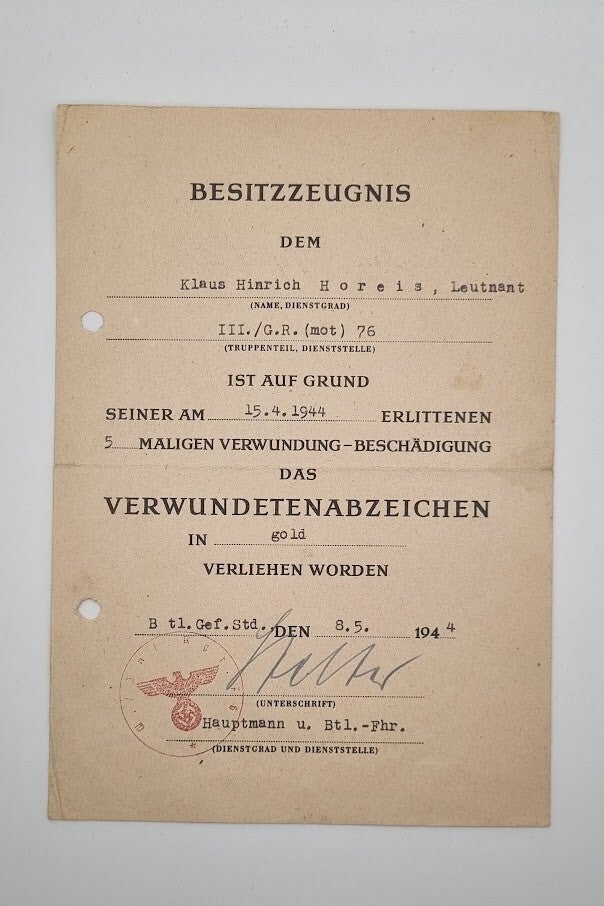 BESITZZEUGNIS
DEM
Klaus Hinrich H o r e i s , Leutnant
(NAME, DIENSTGRAD)
III./G.R. (mot) 76
(TRUPPENTEIL, DIENSTSTELLE)
IST AUF GRUND
SEINER AM 15.4.1944 ERLITTENEN
5 MALIGEN VERWUNDUNG – BESCHÄDIGUNG
DAS
VERWUNDETENABZEICHEN
IN gold
VERLIEHEN WORDEN
B tl.Gef.Std., DEN 8.5. 194 4
(UNTERSCHRIFT)
Hauptmann u. Btl.-Fhr.
(DIENSTGRAD UND DIENSTSTELLE)